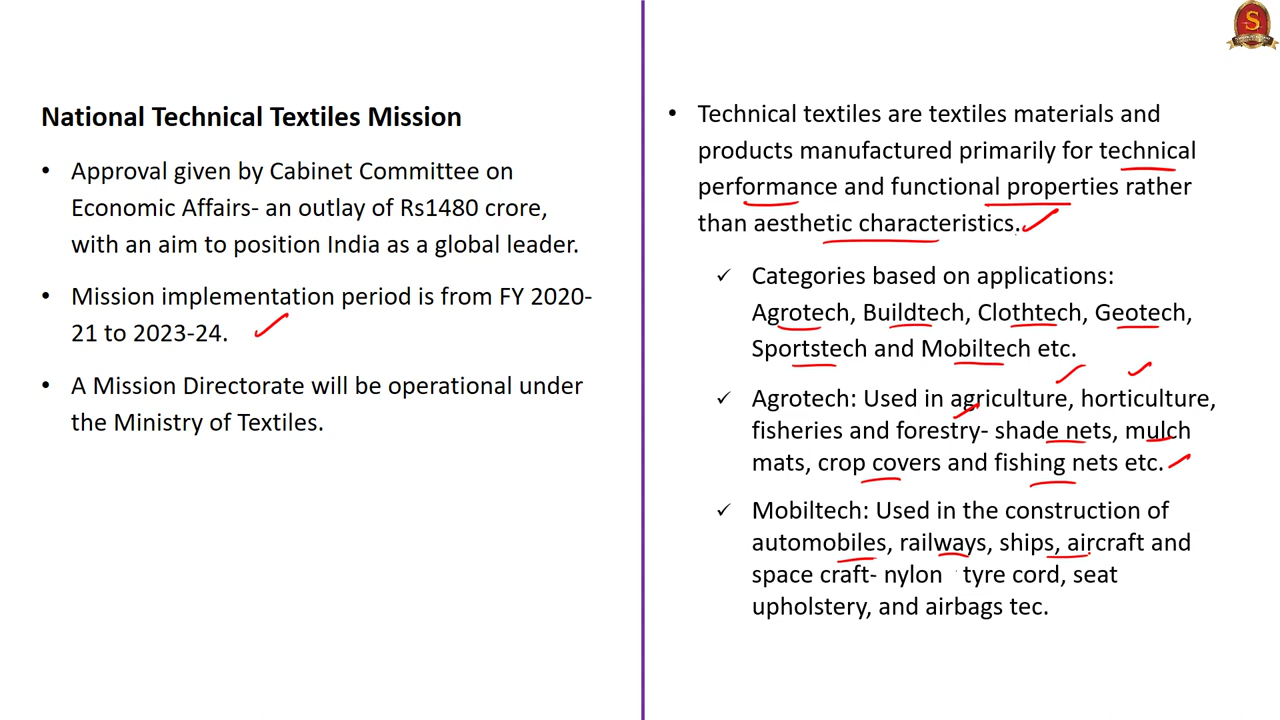 National Technical Textiles Mission
• Approval given by Cabinet Committee on
Economic Affairs- an outlay of Rs1480 crore,
with an aim to position India as a global leader.
• Mission implementation period is from FY 2020-
21 to 2023-24.
• A Mission Directorate will be operational under
the Ministry of Textiles.
• Technical textiles are textiles materials and
products manufactured primarily for technical
performance and functional properties rather
than aesthetic characteristics.
✓ Categories based on applications:
Agrotech, Buildtech, Clothtech, Geotech,
Sportstech and Mobiltech etc.
✓ Agrotech: Used in agriculture, horticulture,
fisheries and forestry- shade nets, mulch
mats, crop covers and fishing nets etc.
✓ Mobiltech: Used in the construction of
automobiles, railways, ships, aircraft and
space craft- nylon tyre cord, seat
upholstery, and airbags tec.
S